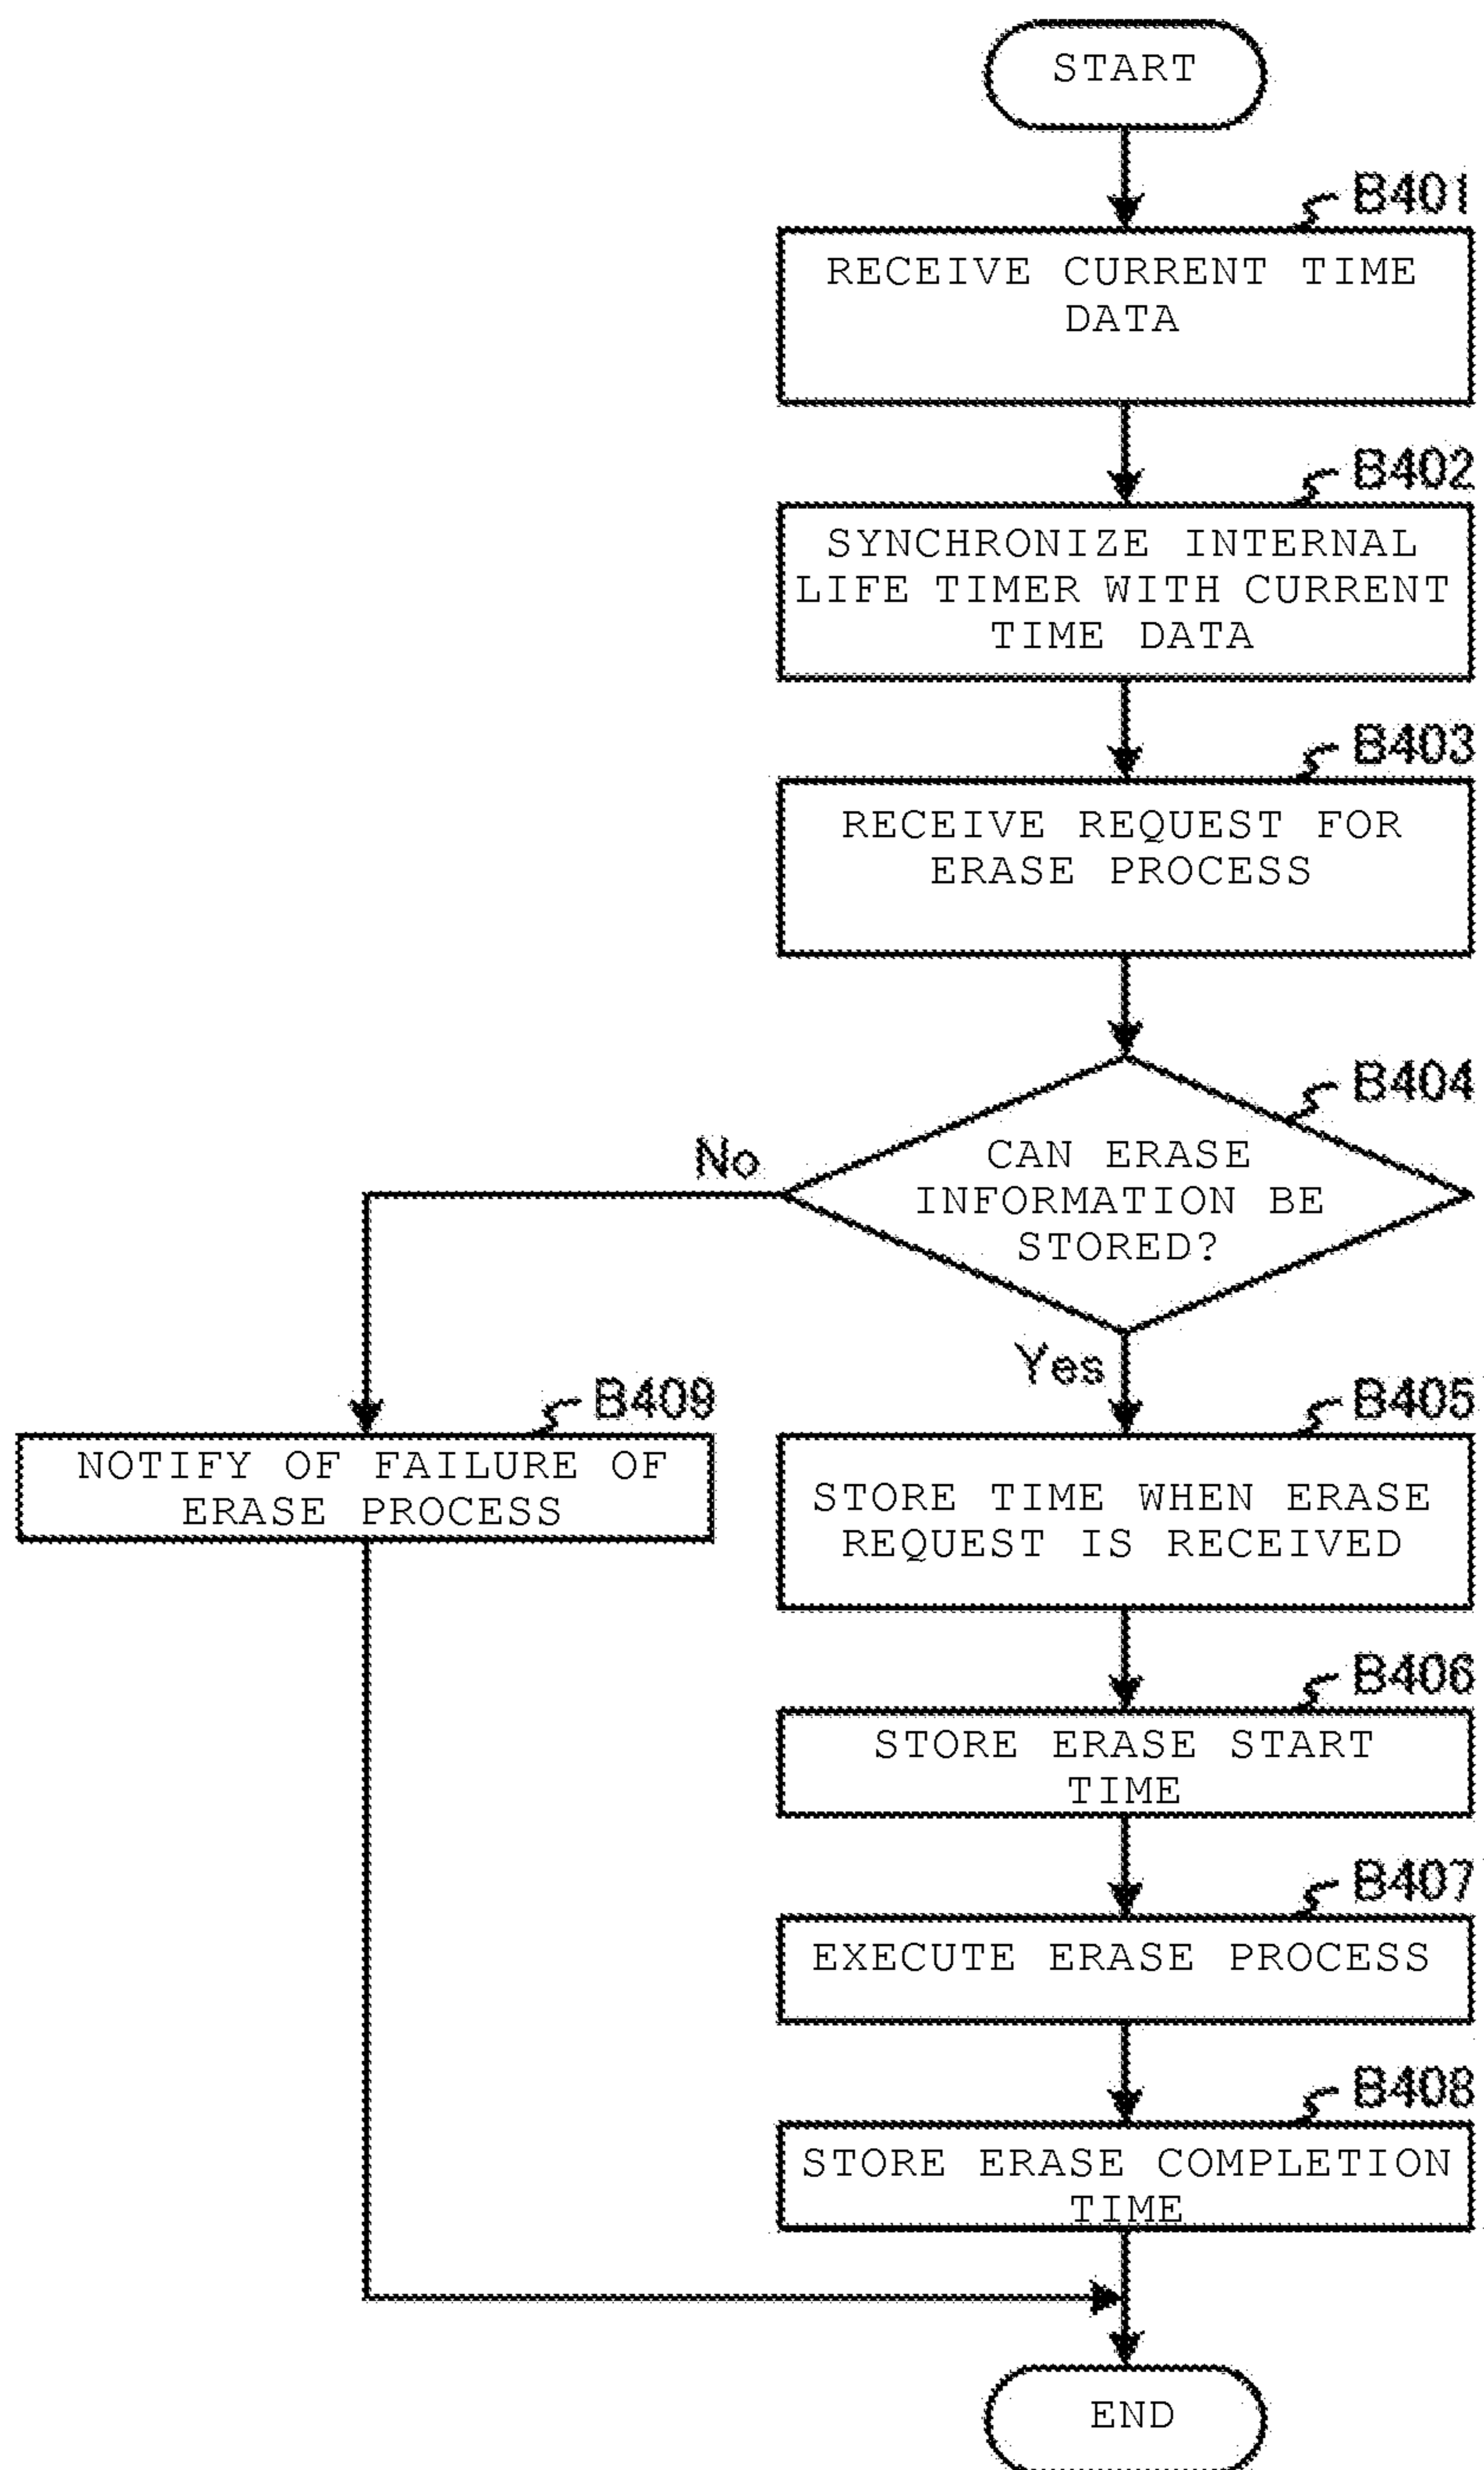 START
B401
RECEIVE CURRENT TIME
DATA
B402
SYNCHRONIZE INTERNAL
LIFE TIMER WITH CURRENT
TIME DATA
B403
RECEIVE REQUEST FOR
ERASE PROCESS
B404
CAN ERASE
INFORMATION BE
STORED?
No
Yes
B409
NOTIFY OF FAILURE OF
ERASE PROCESS
B405
STORE TIME WHEN ERASE
REQUEST IS RECEIVED
B406
STORE ERASE START
TIME
B407
EXECUTE ERASE PROCESS
B408
STORE ERASE COMPLETION
TIME
END